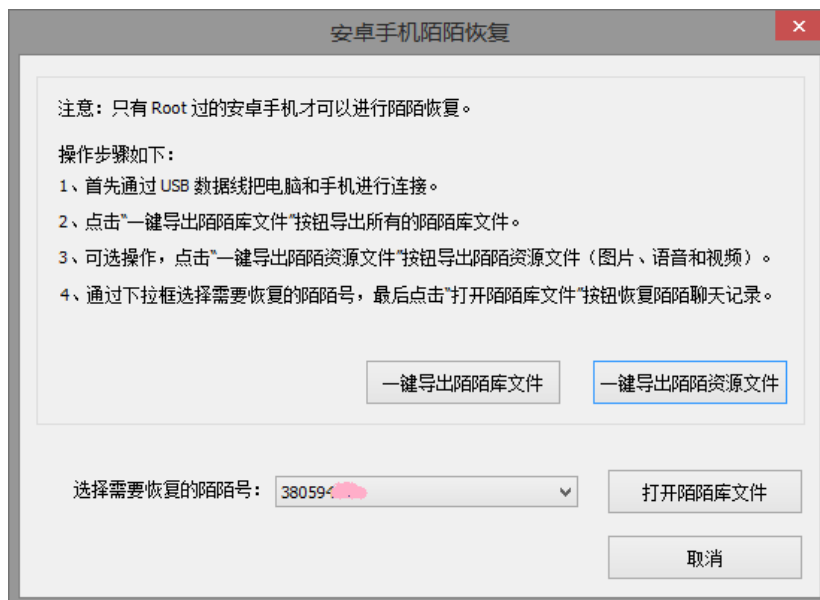 安卓手机陌陌恢复
注意：只有 Root 过的安卓手机才可以进行陌陌恢复。
操作步骤如下：
1、首先通过 USB 数据线把电脑和手机进行连接。
2、点击“一键导出陌陌库文件”按钮导出所有的陌陌库文件。
3、可选操作，点击“一键导出陌陌资源文件”按钮导出陌陌资源文件（图片、语音和视频）。
4、通过下拉框选择需要恢复的陌陌号，最后点击“打开陌陌库文件”按钮恢复陌陌聊天记录。
一键导出陌陌库文件 一键导出陌陌资源文件
选择需要恢复的陌陌号： 380594 打开陌陌库文件
取消